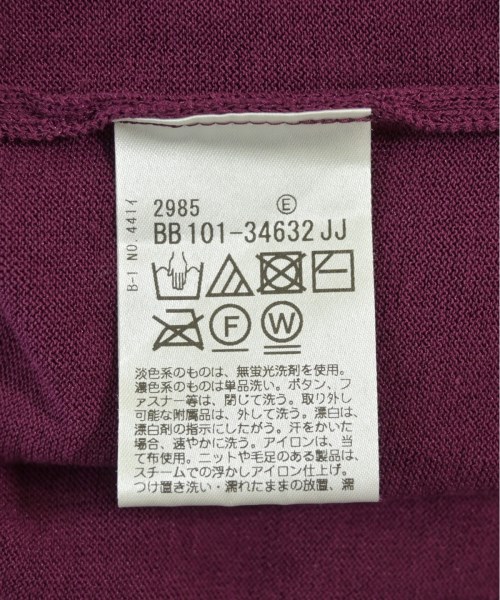 2985 Ⓔ
BB 101-34632 JJ
B-1 NO.4414
F
W
淡色系のものは、無蛍光洗剤を使用。
濃色系のものは単品洗い。ボタン、フ
ァスナー等は、閉じて洗う。取り外し
可能な附属品は、外して洗う。漂白は、
漂白剤の指示にしたがう。汗をかいた
場合、速やかに洗う。アイロンは、当
て布使用。ニットや毛足のある製品は、
スチームでの浮かしアイロン仕上げ。
つけ置き洗い・濡れたままの放置、濡